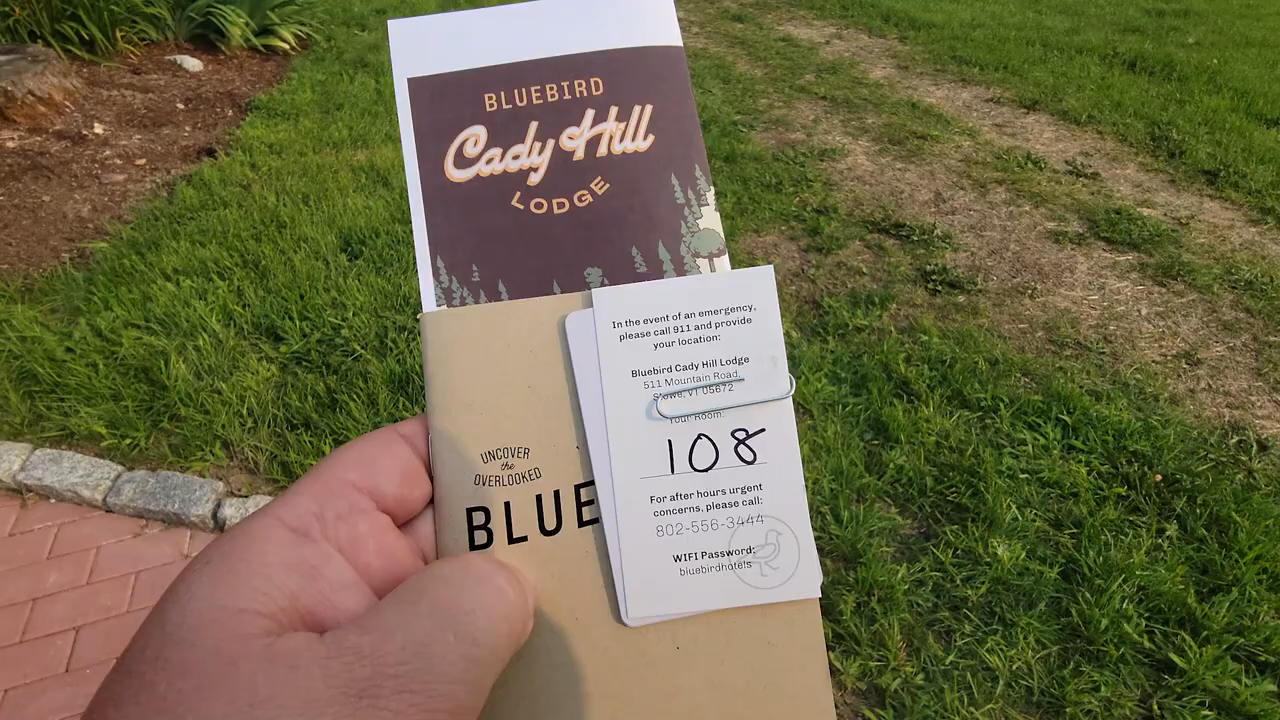 BLUEBIRD
Cady Hill
LODGE
In the event of an emergency,
please call 911 and provide
your location:
Bluebird Cady Hill Lodge
511 Mountain Road,
Stowe, VT 05672
Your Room:
108
For after hours urgent
concerns, please call:
802-556-3444
WIFI Password:
bluebirdhotels
UNCOVER
the
OVERLOOKED
BLUE